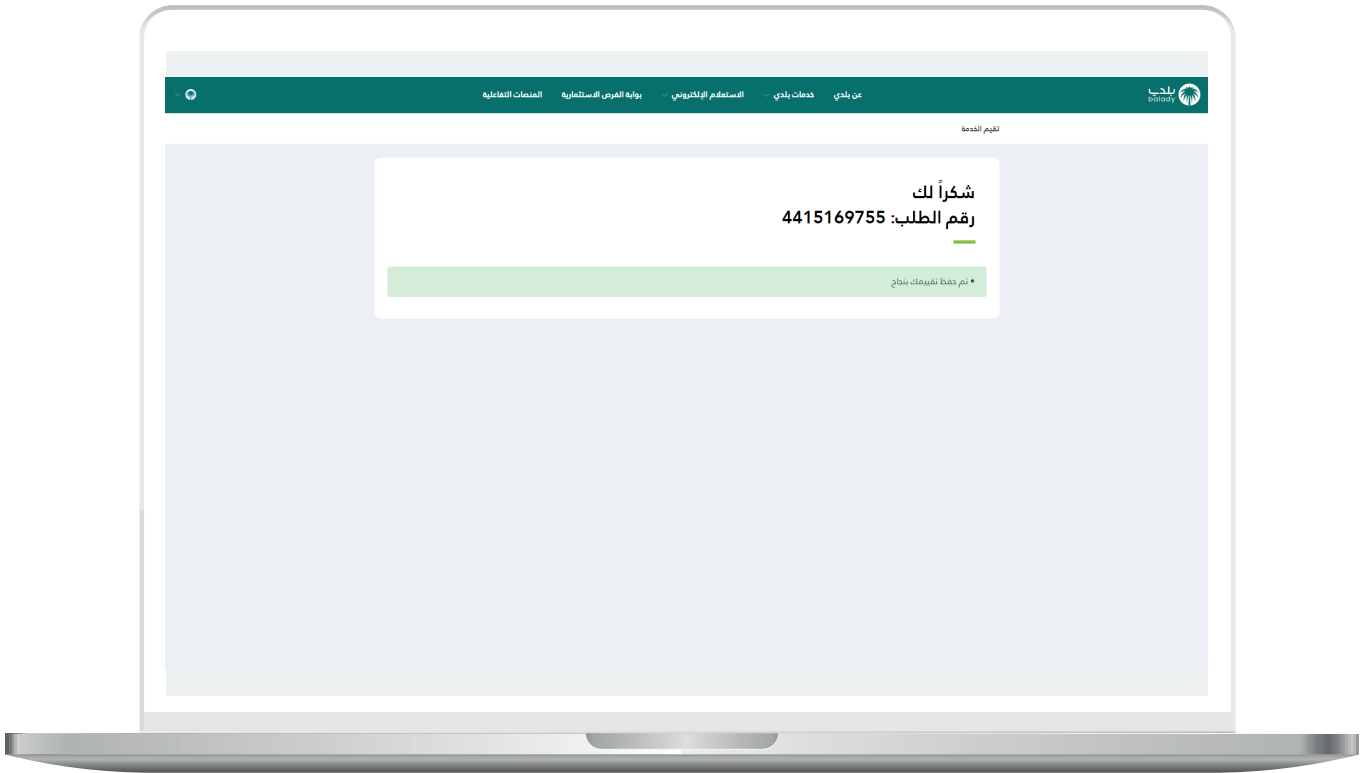 بلدي
balady
عن بلدي
خدمات بلدي
الاستعلام الإلكتروني
بوابة الفرص الاستثمارية
المنصات التفاعلية
تقيم الخدمة
شكراً لك
رقم الطلب: 4415169755
• تم حفظ تقييمك بنجاح